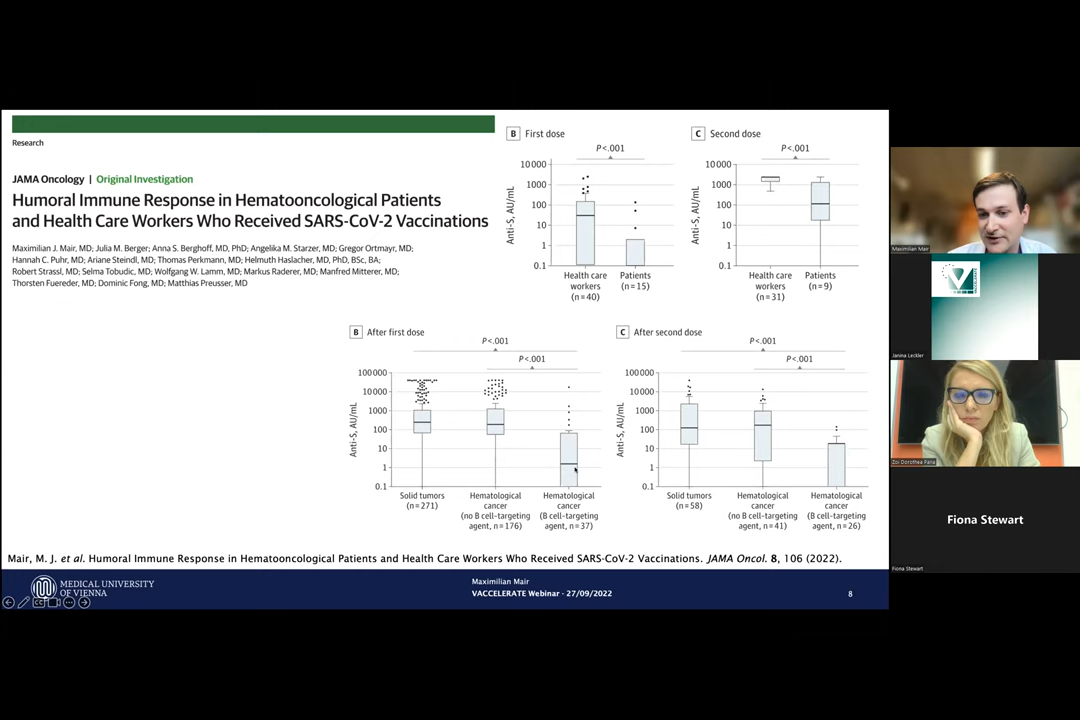 Research
JAMA Oncology | Original Investigation
Humoral Immune Response in Hematooncological Patients
and Health Care Workers Who Received SARS-CoV-2 Vaccinations
Maximilian J. Mair, MD; Julia M. Berger; Anna S. Berghoff, MD, PhD; Angelika M. Starzer, MD; Gregor Ortmayr, MD;
Hannah C. Puhr, MD; Ariane Steindl, MD; Thomas Perkmann, MD; Helmuth Haslacher, MD, PhD, BSc, BA;
Robert Strassl, MD; Selma Tobudic, MD; Wolfgang W. Lamm, MD; Markus Raderer, MD; Manfred Mitterer, MD;
Thorsten Fuereder, MD; Dominic Fong, MD; Matthias Preusser, MD
B First dose
P<.001
Anti-S, AU/mL
10000
1000
100
10
1
0.1
Health care
workers
(n=40)
Patients
(n=15)
C Second dose
P<.001
Anti-S, AU/mL
10000
1000
100
10
1
0.1
Health care
workers
(n=31)
Patients
(n=9)
B After first dose
P<.001
P<.001
Anti-S, AU/mL
100000
10000
1000
100
10
1
0.1
Solid tumors
(n=271)
Hematological
cancer
(no B cell-targeting
agent, n=176)
Hematological
cancer
(B cell-targeting
agent, n=37)
C After second dose
P<.001
P<.001
Anti-S, AU/mL
100000
10000
1000
100
10
1
0.1
Solid tumors
(n=58)
Hematological
cancer
(no B cell-targeting
agent, n=41)
Hematological
cancer
(B cell-targeting
agent, n=26)
Mair, M. J. et al. Humoral Immune Response in Hematooncological Patients and Health Care Workers Who Received SARS-CoV-2 Vaccinations. JAMA Oncol. 8, 106 (2022).
MEDICAL UNIVERSITY
OF VIENNA
Maximilian Mair
VACCELERATE Webinar - 27/09/2022
8
Maximilian Mair
Janina Leckler
Zoi Dorothea Pana
Fiona Stewart
Fiona Stewart